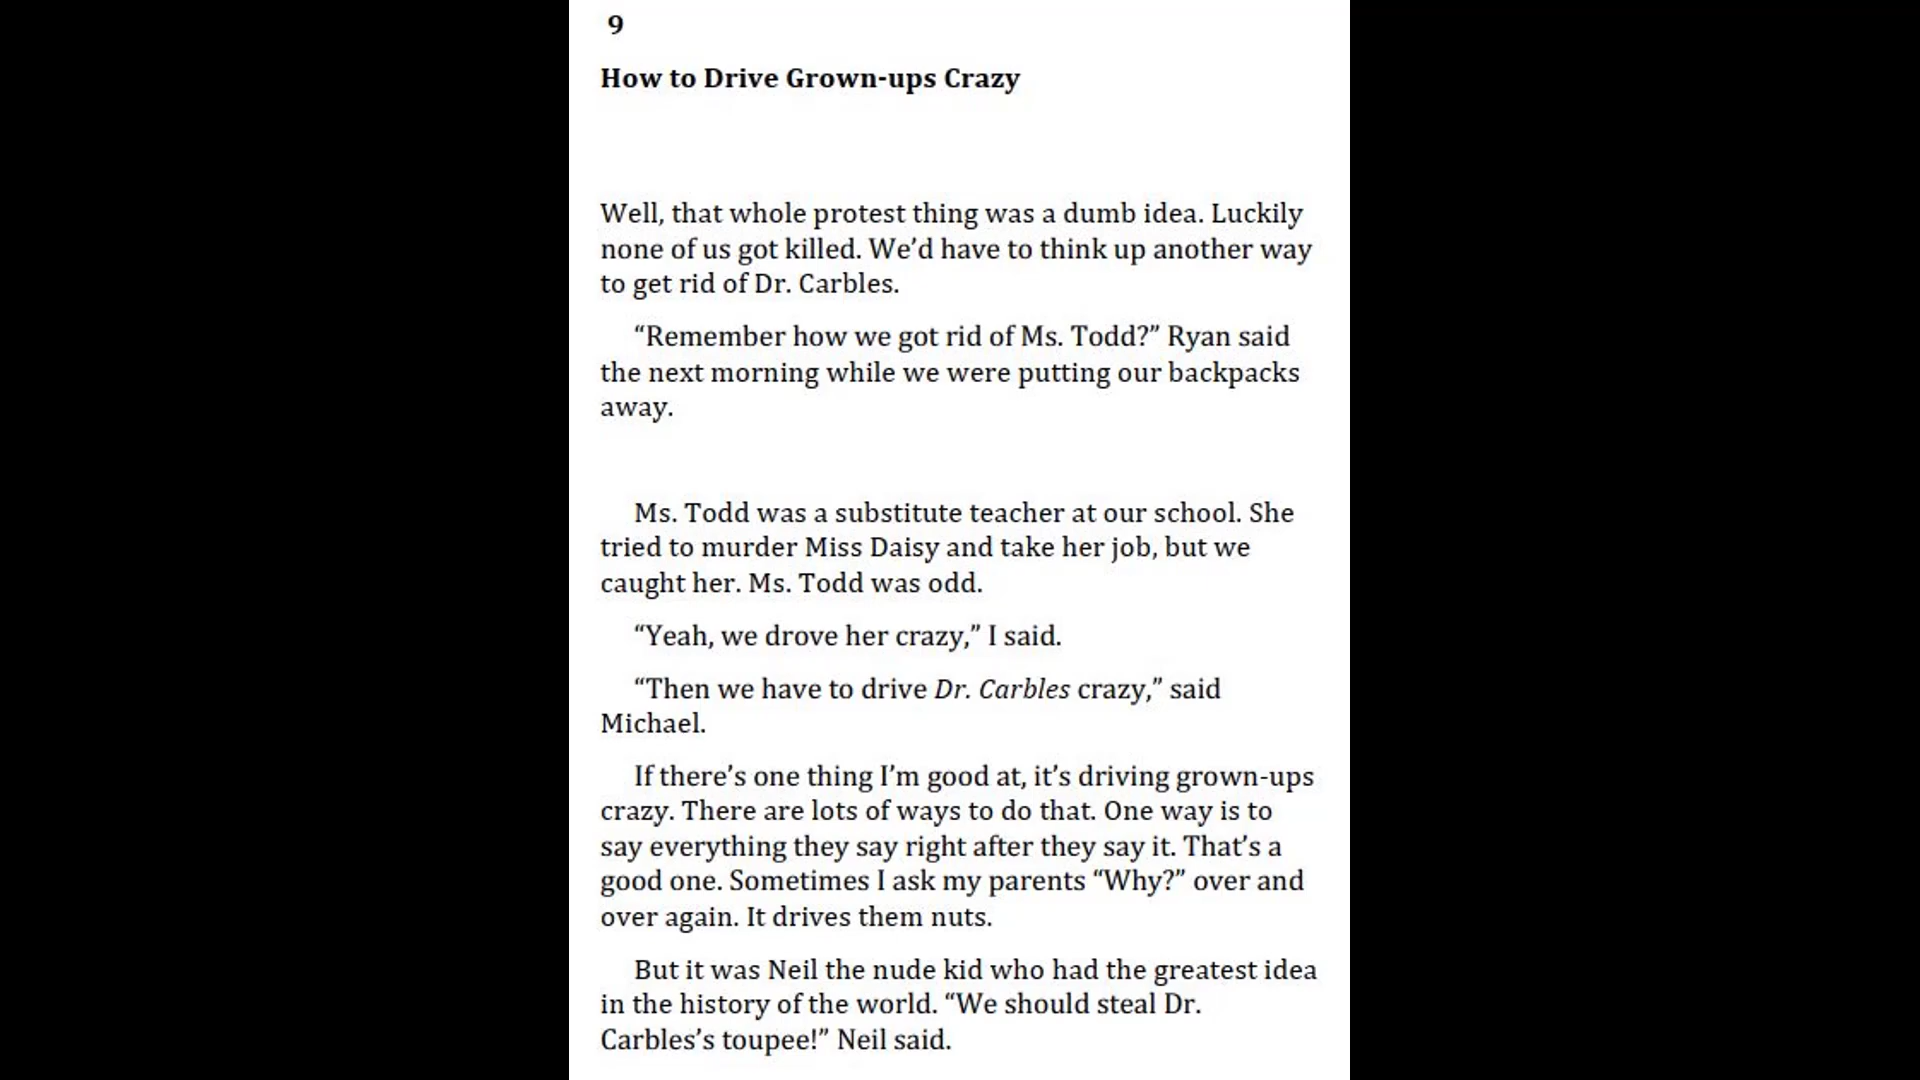 9
How to Drive Grown-ups Crazy
Well, that whole protest thing was a dumb idea. Luckily
none of us got killed. We’d have to think up another way
to get rid of Dr. Carbles.
“Remember how we got rid of Ms. Todd?” Ryan said
the next morning while we were putting our backpacks
away.
Ms. Todd was a substitute teacher at our school. She
tried to murder Miss Daisy and take her job, but we
caught her. Ms. Todd was odd.
“Yeah, we drove her crazy,” I said.
“Then we have to drive Dr. Carbles crazy,” said
Michael.
If there’s one thing I’m good at, it’s driving grown-ups
crazy. There are lots of ways to do that. One way is to
say everything they say right after they say it. That’s a
good one. Sometimes I ask my parents “Why?” over and
over again. It drives them nuts.
But it was Neil the nude kid who had the greatest idea
in the history of the world. “We should steal Dr.
Carbles’s toupee!” Neil said.